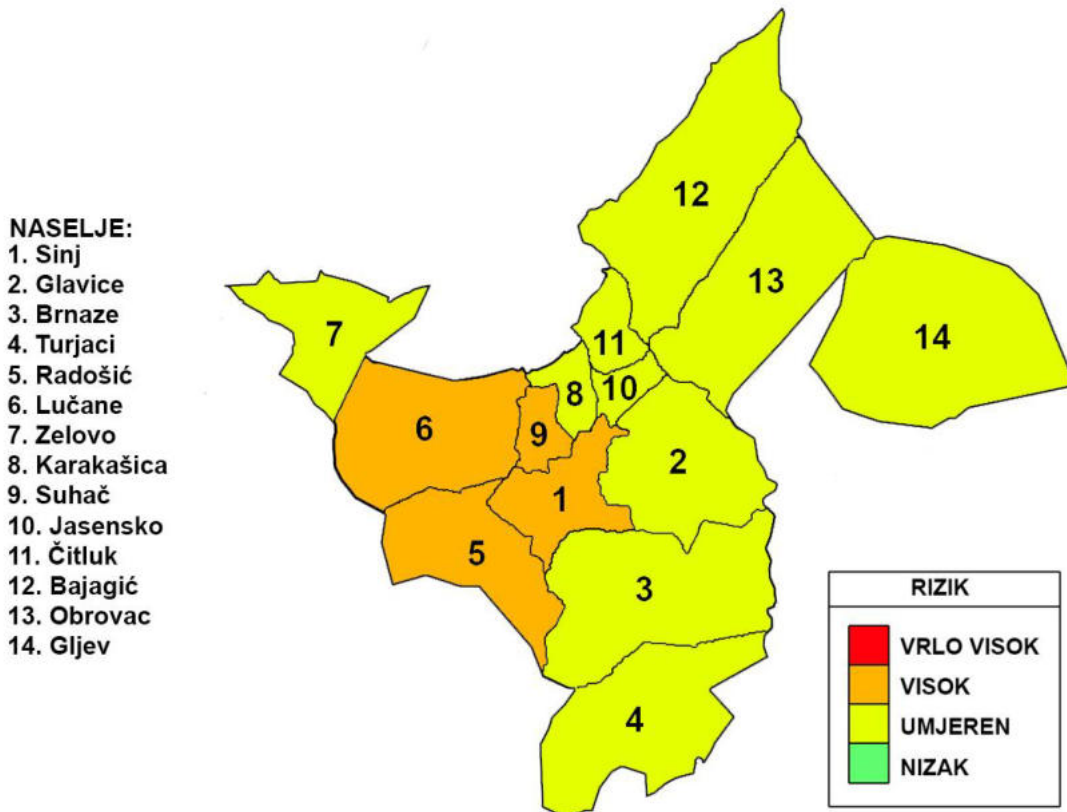 NASELJE:
1. Sinj
2. Glavice
3. Brnaze
4. Turjaci
5. Radošić
6. Lučane
7. Zelovo
8. Karakašica
9. Suhač
10. Jasensko
11. Čitluk
12. Bajagić
13. Obrovac
14. Gljev
12
13
14
7
11
10
8
6
9
2
1
5
3
4
RIZIK
VRLO VISOK
VISOK
UMJEREN
NIZAK